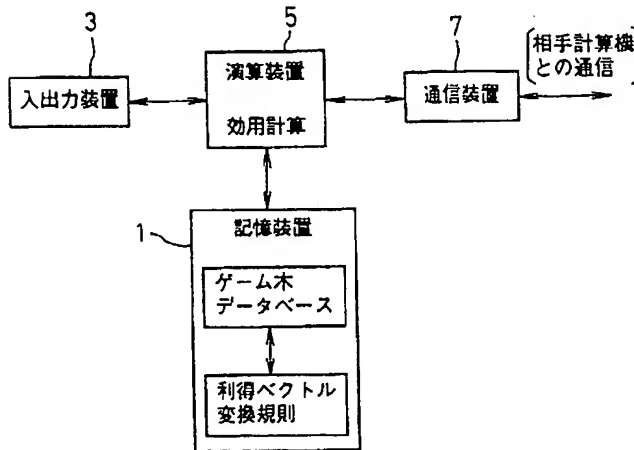 3
入出力装置
5
演算装置
効用計算
7
通信装置
相手計算機
との通信
1
記憶装置
ゲーム木
データベース
利得ベクトル
変換規則